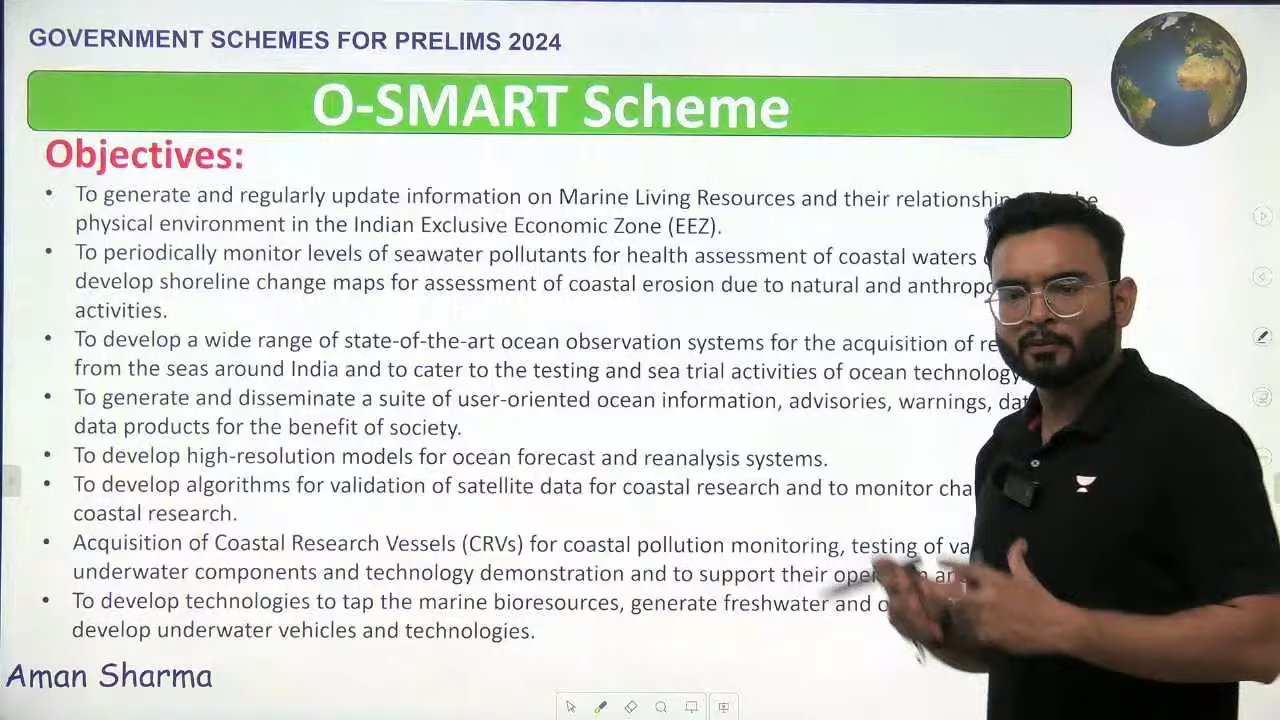 GOVERNMENT SCHEMES FOR PRELIMS 2024
O-SMART Scheme
Objectives:
• To generate and regularly update information on Marine Living Resources and their
physical environment in the Indian Exclusive Economic Zone (EEZ).
• To periodically monitor levels of seawater pollutants for health assessment of coastal waters
develop shoreline change maps for assessment of coastal erosion due to natural and
activities.
• To develop a wide range of state-of-the-art ocean observation systems for the acquisition of
from the seas around India and to cater to the testing and sea trial activities of ocean technology
• To generate and disseminate a suite of user-oriented ocean information, advisories, warnings,
data products for the benefit of society.
• To develop high-resolution models for ocean forecast and reanalysis systems.
• To develop algorithms for validation of satellite data for coastal research and to monitor
coastal research.
• Acquisition of Coastal Research Vessels (CRVs) for coastal pollution monitoring, testing of
underwater components and technology demonstration and to support their
• To develop technologies to tap the marine bioresources, generate freshwater and
develop underwater vehicles and technologies.
Aman Sharma